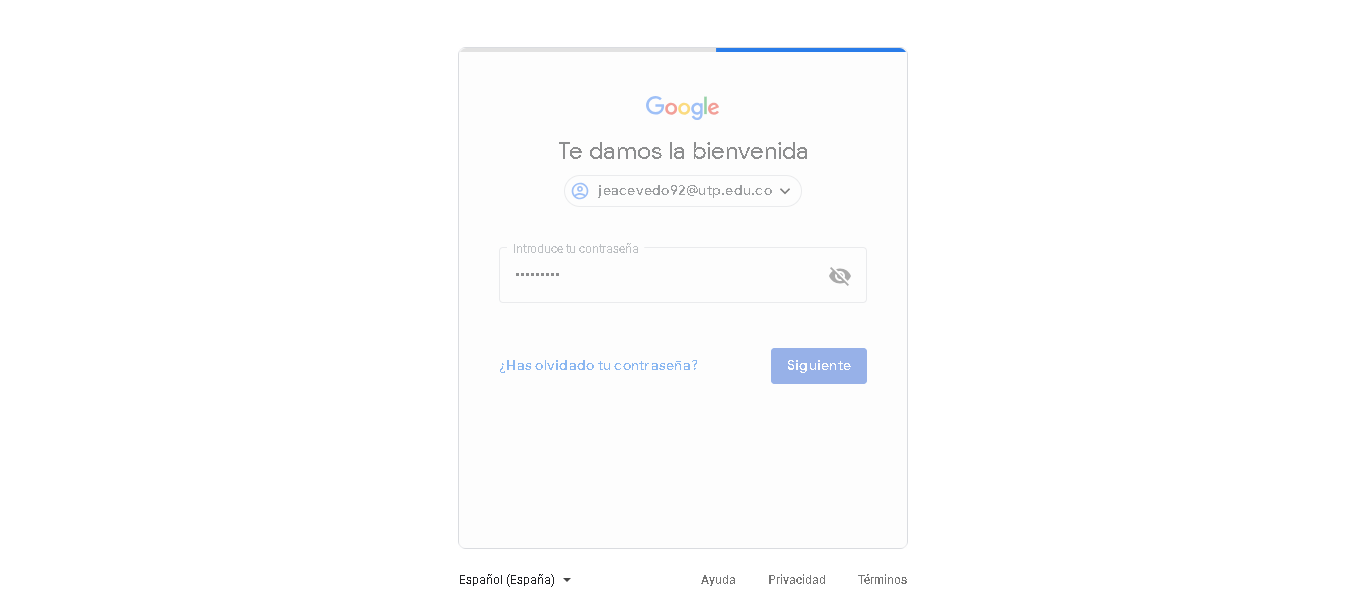 Google
Te damos la bienvenida
jeacevedo92@utp.edu.co
Introduce tu contraseña
•••••••••
¿Has olvidado tu contraseña?
Siguiente
Español (España)
Ayuda
Privacidad
Términos